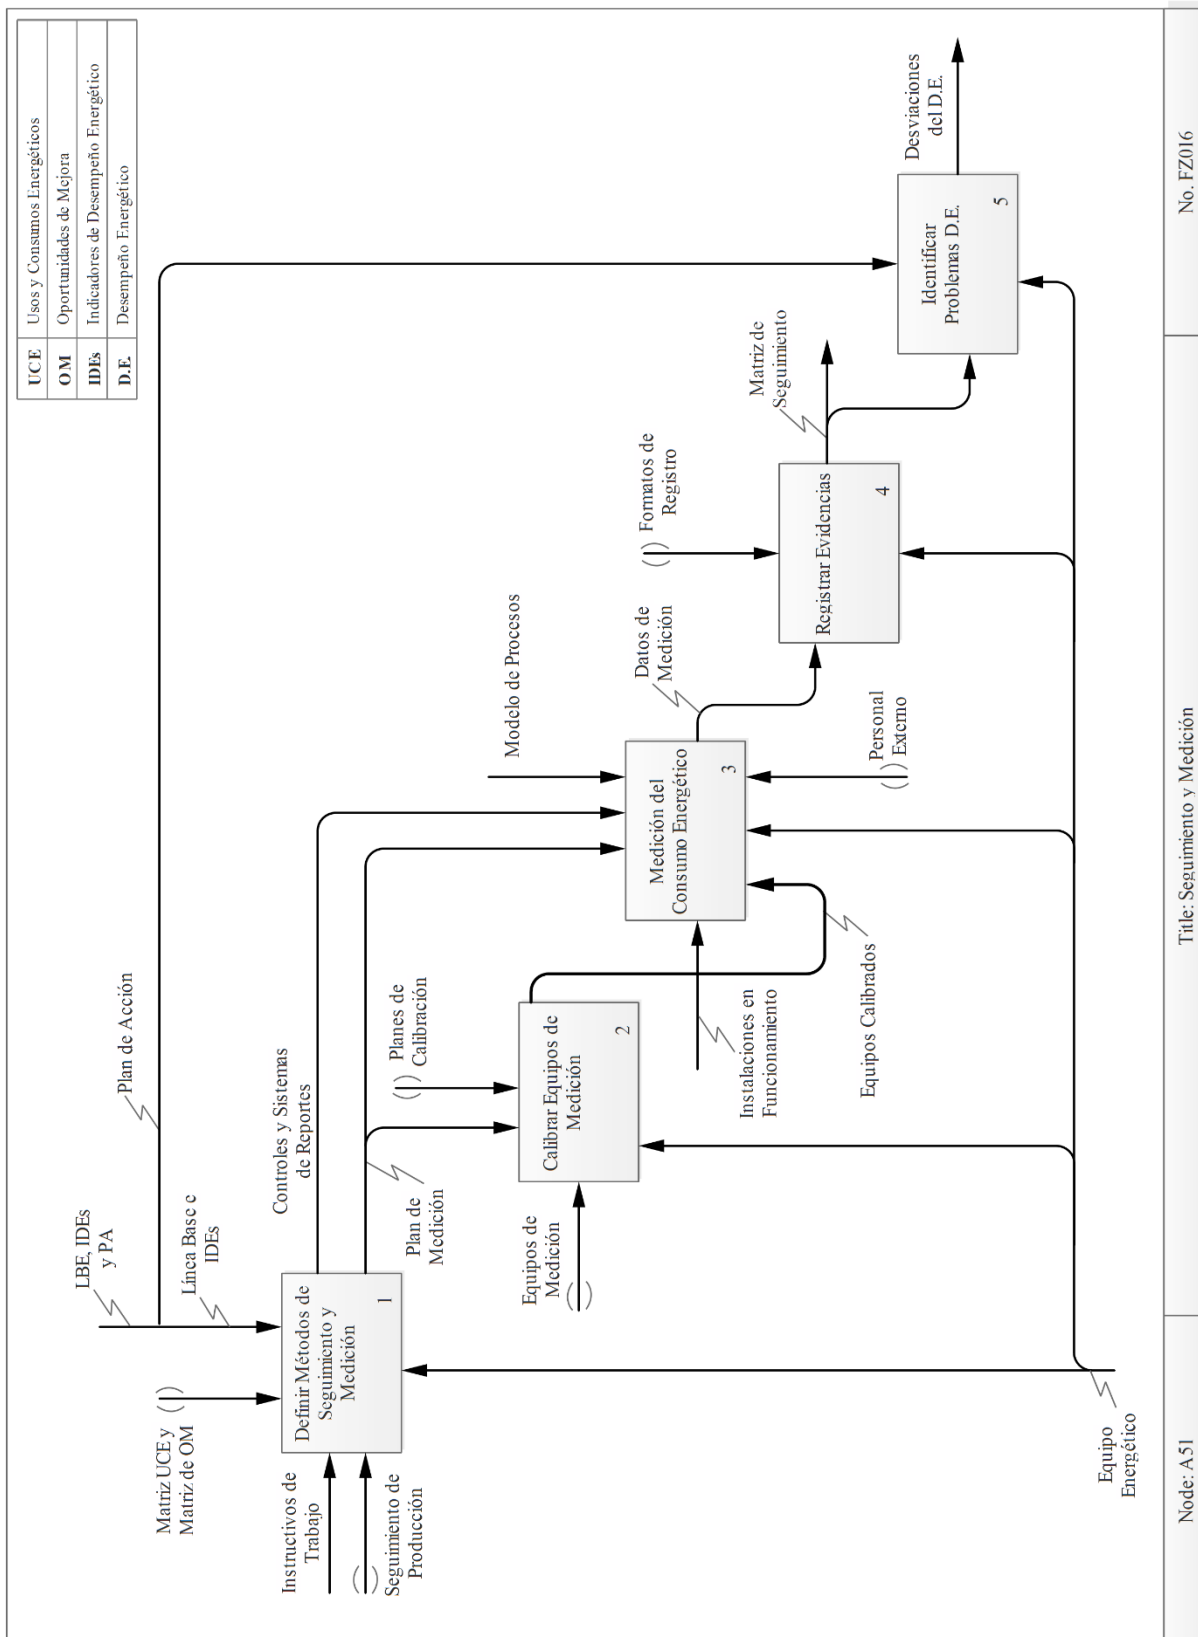 UCE Usos y Consumos Energéticos
OM Oportunidades de Mejora
IDEs Indicadores de Desempeño Energético
D.E. Desempeño Energético
LBE, IDEs
y PA
Plan de Acción
Matriz UCE y
Matriz de OM
Línea Base e
IDEs
Instructivos de
Trabajo
Seguimiento de
Producción
Definir Métodos de
Seguimiento y
Medición
1
Controles y Sistemas
de Reportes
Plan de
Medición
Planes de
Calibración
Equipos de
Medición
Calibrar Equipos de
Medición
2
Modelo de Procesos
Instalaciones en
Funcionamiento
Equipos Calibrados
Medición del
Consumo Energético
3
Personal
Externo
Datos de
Medición
Formatos de
Registro
Registrar Evidencias
4
Matriz de
Seguimiento
Identificar
Problemas D.E.
5
Desviaciones
del D.E.
Equipo
Energético
Node: A51
Title: Seguimiento y Medición
No. FZ016